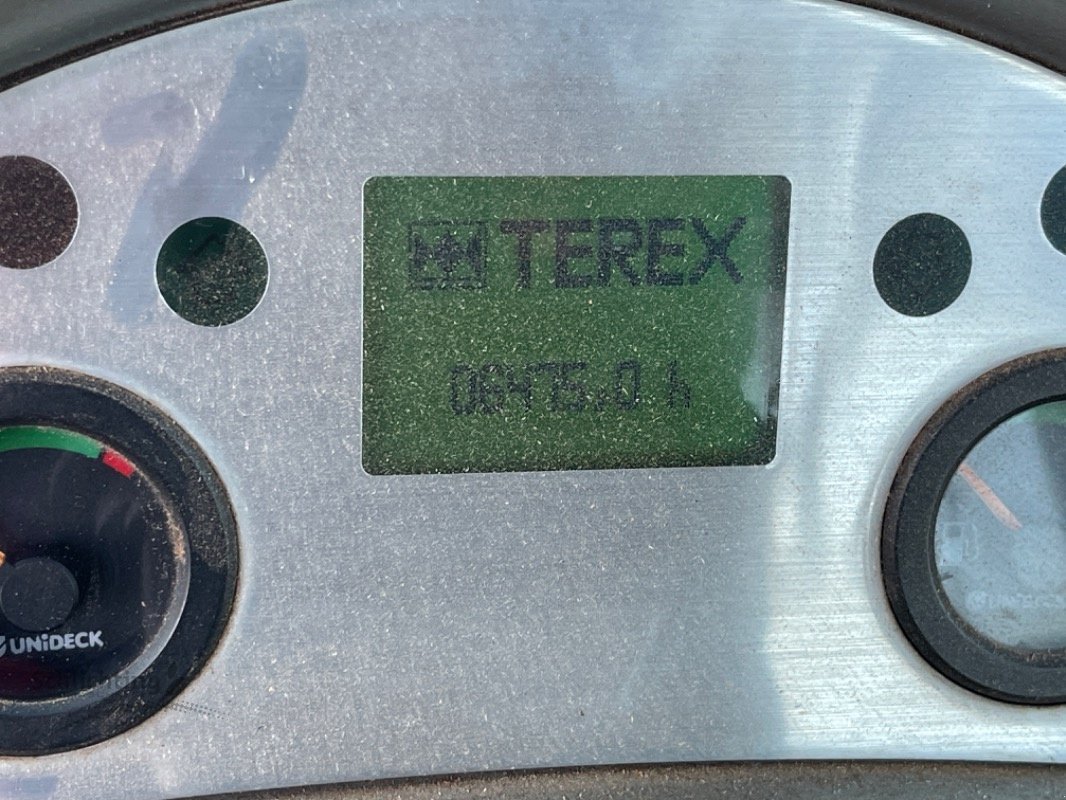 TEREX
06475.0 h
UNiDECK